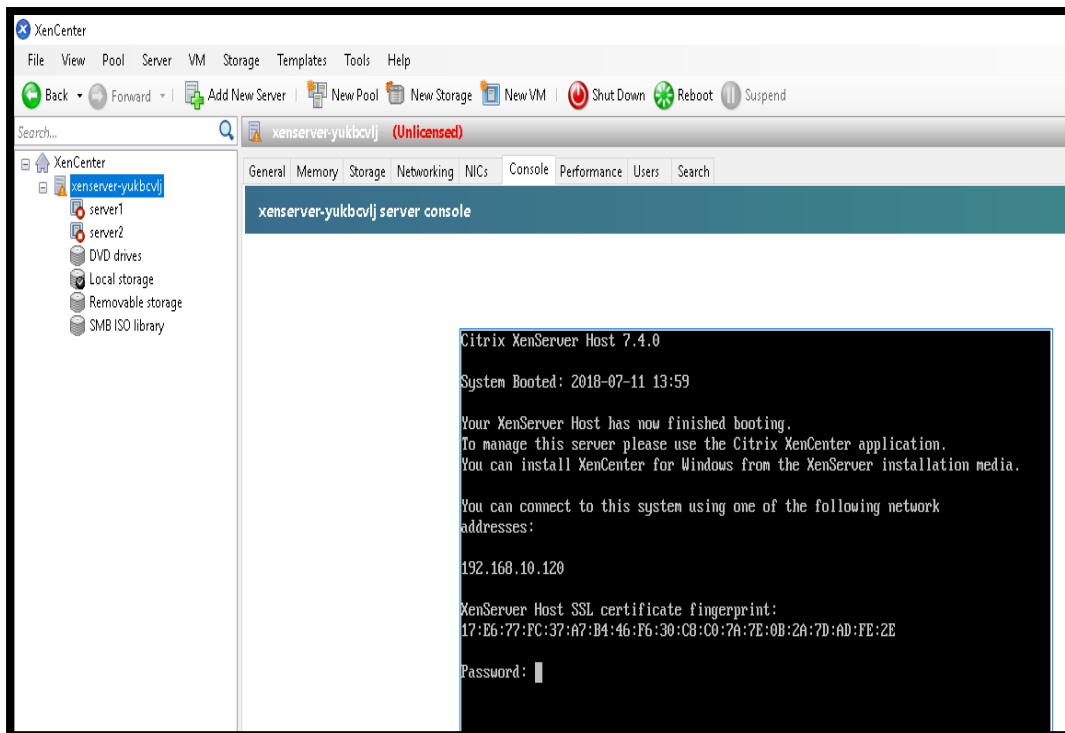 XenCenter
File View Pool Server VM Storage Templates Tools Help
Back Forward Add New Server New Pool New Storage New VM Shut Down Reboot Suspend
Search...
xenserver-yukbcvlj (Unlicensed)
XenCenter
xenserver-yukbcvlj
server1
server2
DVD drives
Local storage
Removable storage
SMB ISO library
General Memory Storage Networking NICs Console Performance Users Search
xenserver-yukbcvlj server console
Citrix XenServer Host 7.4.0
System Booted: 2018-07-11 13:59
Your XenServer Host has now finished booting.
To manage this server please use the Citrix XenCenter application.
You can install XenCenter for Windows from the XenServer installation media.
You can connect to this system using one of the following network
addresses:
192.168.10.120
XenServer Host SSL certificate fingerprint:
17:E6:77:FC:37:A7:B4:46:F6:30:C8:C0:7A:7E:0B:2A:7D:AD:FE:2E
Password: